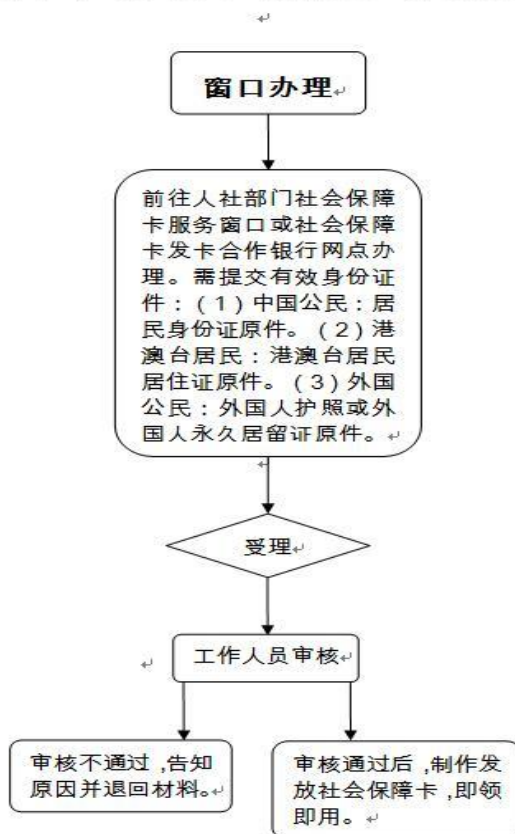 窗口办理
前往人社部门社会保障
卡服务窗口或社会保障
卡发卡合作银行网点办
理。需提交有效身份证
件：(1)中国公民：居
民身份证原件。(2)港
澳台居民：港澳台居民
居住证原件。(3)外国
公民：外国人护照或外
国人永久居留证原件。
受理
工作人员审核
审核不通过,告知
原因并退回材料。
审核通过后,制作发
放社会保障卡,即领
即用。